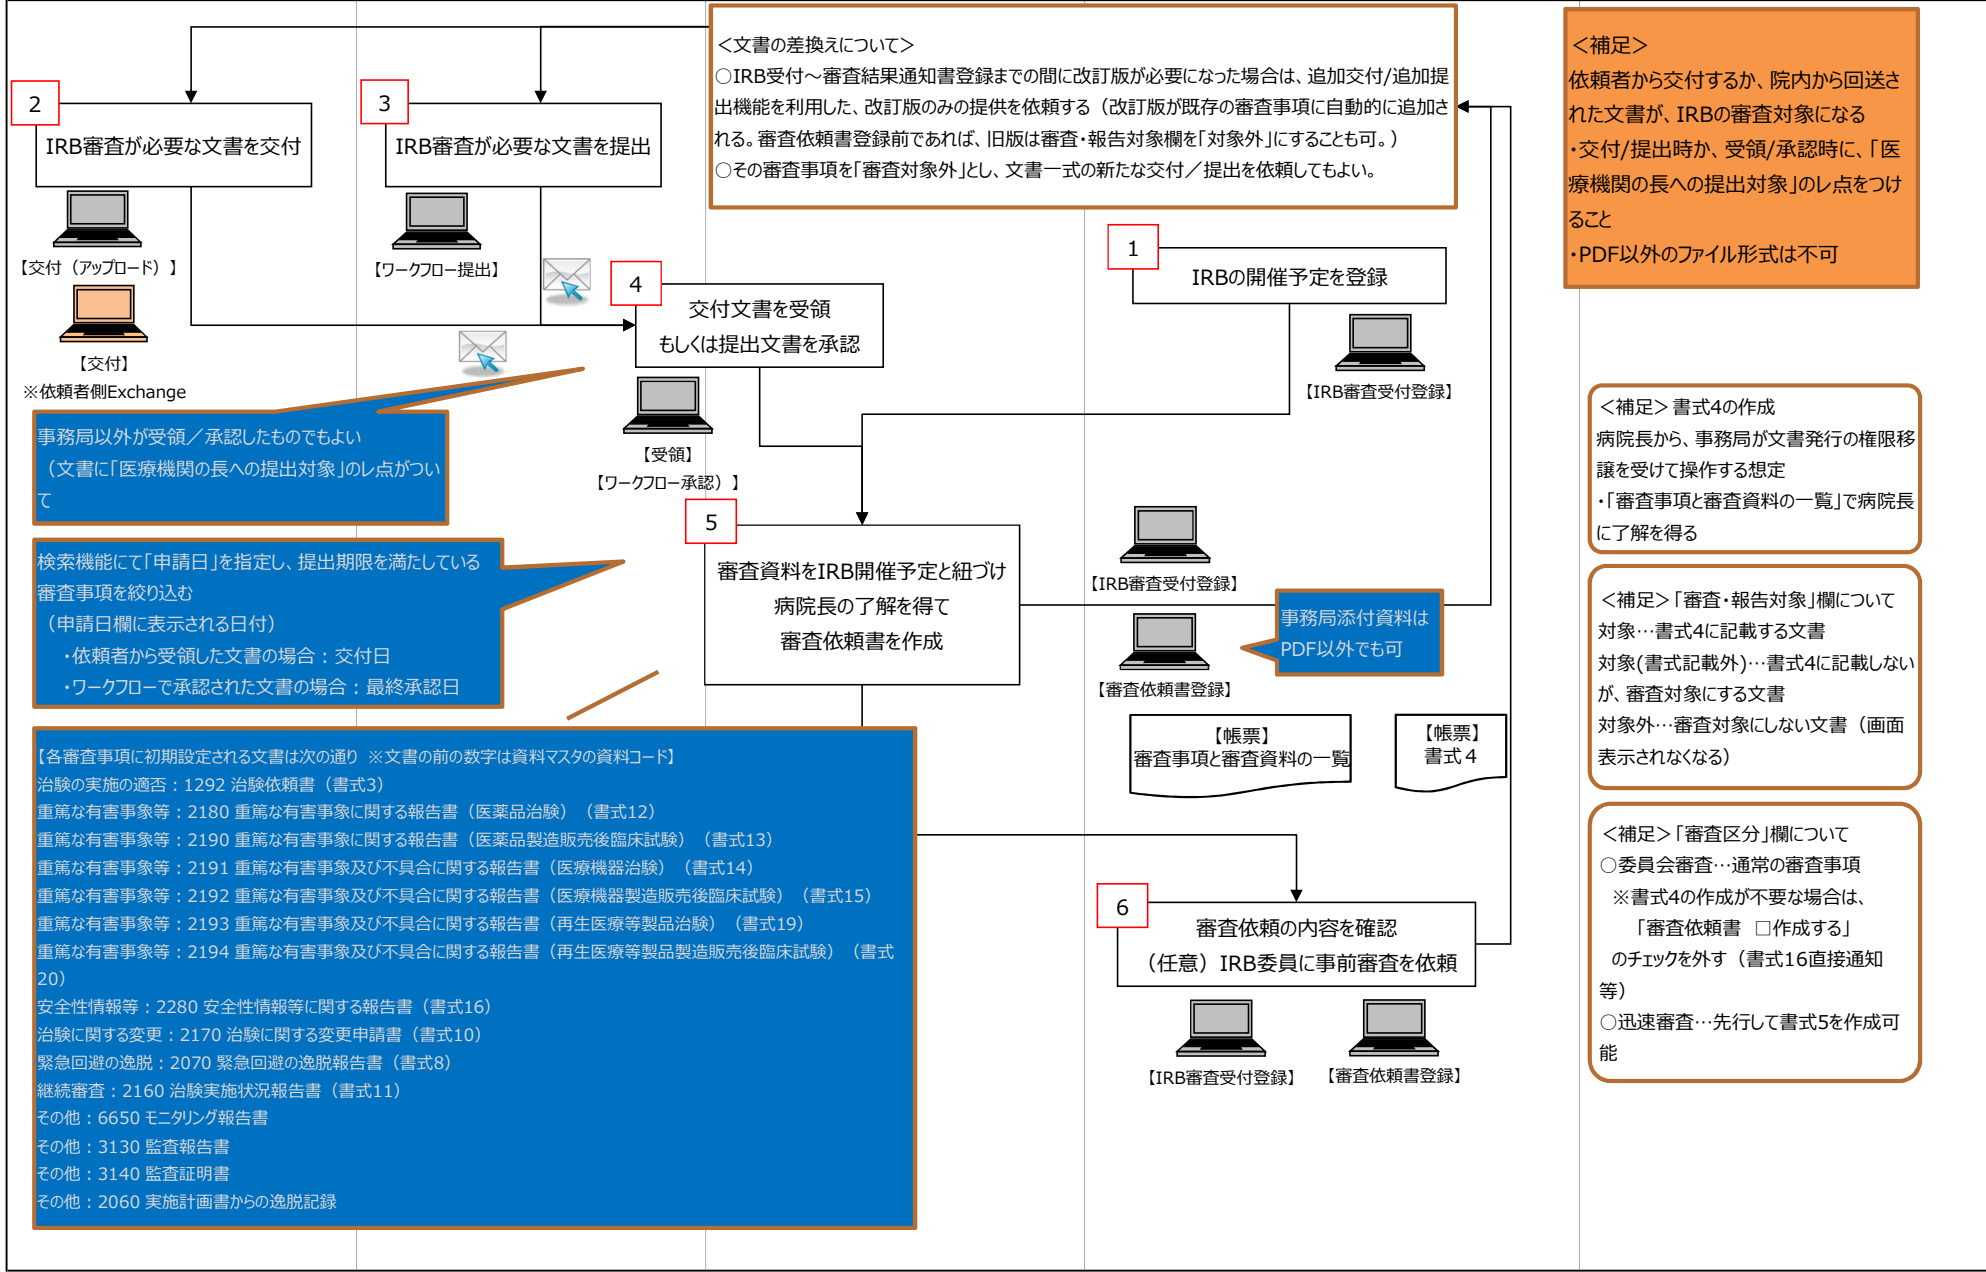 <文書の差換えについて>
○IRB受付～審査結果通知書登録までの間に改訂版が必要になった場合は、追加交付/追加提
出機能を利用した、改訂版のみの提供を依頼する（改訂版が既存の審査事項に自動的に追加さ
れる。審査依頼書登録前であれば、旧版は審査・報告対象欄を「対象外」にすることも可。）
○その審査事項を「審査対象外」とし、文書一式の新たな交付／提出を依頼してもよい。
2
IRB審査が必要な文書を交付
【交付（アップロード）】
【交付】
※依頼者側Exchange
3
IRB審査が必要な文書を提出
【ワークフロー提出】
4
交付文書を受領
もしくは提出文書を承認
【受領】
【ワークフロー承認）】
1
IRBの開催予定を登録
【IRB審査受付登録】
事務局以外が受領／承認したものでもよい
（文書に「医療機関の長への提出対象」のレ点がつい
て
検索機能にて「申請日」を指定し、提出期限を満たしている
審査事項を絞り込む
（申請日欄に表示される日付）
・依頼者から受領した文書の場合：交付日
・ワークフローで承認された文書の場合：最終承認日
5
審査資料をIRB開催予定と紐づけ
病院長の了解を得て
審査依頼書を作成
【IRB審査受付登録】
【審査依頼書登録】
事務局添付資料は
PDF以外でも可
【帳票】
審査事項と審査資料の一覧
【帳票】
書式４
【各審査事項に初期設定される文書は次の通り ※文書の前の数字は資料マスタの資料コード】
治験の実施の適否：1292 治験依頼書（書式3）
重篤な有害事象等：2180 重篤な有害事象に関する報告書（医薬品治験）（書式12）
重篤な有害事象等：2190 重篤な有害事象に関する報告書（医薬品製造販売後臨床試験）（書式13）
重篤な有害事象等：2191 重篤な有害事象及び不具合に関する報告書（医療機器治験）（書式14）
重篤な有害事象等：2192 重篤な有害事象及び不具合に関する報告書（医療機器製造販売後臨床試験）（書式15）
重篤な有害事象等：2193 重篤な有害事象及び不具合に関する報告書（再生医療等製品治験）（書式19）
重篤な有害事象等：2194 重篤な有害事象及び不具合に関する報告書（再生医療等製品製造販売後臨床試験）（書式
20）
安全性情報等：2280 安全性情報等に関する報告書（書式16）
治験に関する変更：2170 治験に関する変更申請書（書式10）
緊急回避の逸脱：2070 緊急回避の逸脱報告書（書式8）
継続審査：2160 治験実施状況報告書（書式11）
その他：6650 モニタリング報告書
その他：3130 監査報告書
その他：3140 監査証明書
その他：2060 実施計画書からの逸脱記録
6
審査依頼の内容を確認
（任意）IRB委員に事前審査を依頼
【IRB審査受付登録】
【審査依頼書登録】
<補足>
依頼者から交付するか、院内から回送さ
れた文書が、IRBの審査対象になる
・交付/提出時か、受領/承認時に、「医
療機関の長への提出対象」のレ点をつけ
ること
・PDF以外のファイル形式は不可
<補足> 書式4の作成
病院長から、事務局が文書発行の権限移
譲を受けて操作する想定
・「審査事項と審査資料の一覧」で病院長
に了解を得る
<補足>「審査・報告対象」欄について
対象…書式4に記載する文書
対象(書式記載外)…書式4に記載しない
が、審査対象にする文書
対象外…審査対象にしない文書（画面
表示されなくなる）
<補足>「審査区分」欄について
○委員会審査…通常の審査事項
※書式4の作成が不要な場合は、
「審査依頼書　□作成する」
のチェックを外す（書式16直接通知
等）
○迅速審査…先行して書式5を作成可
能